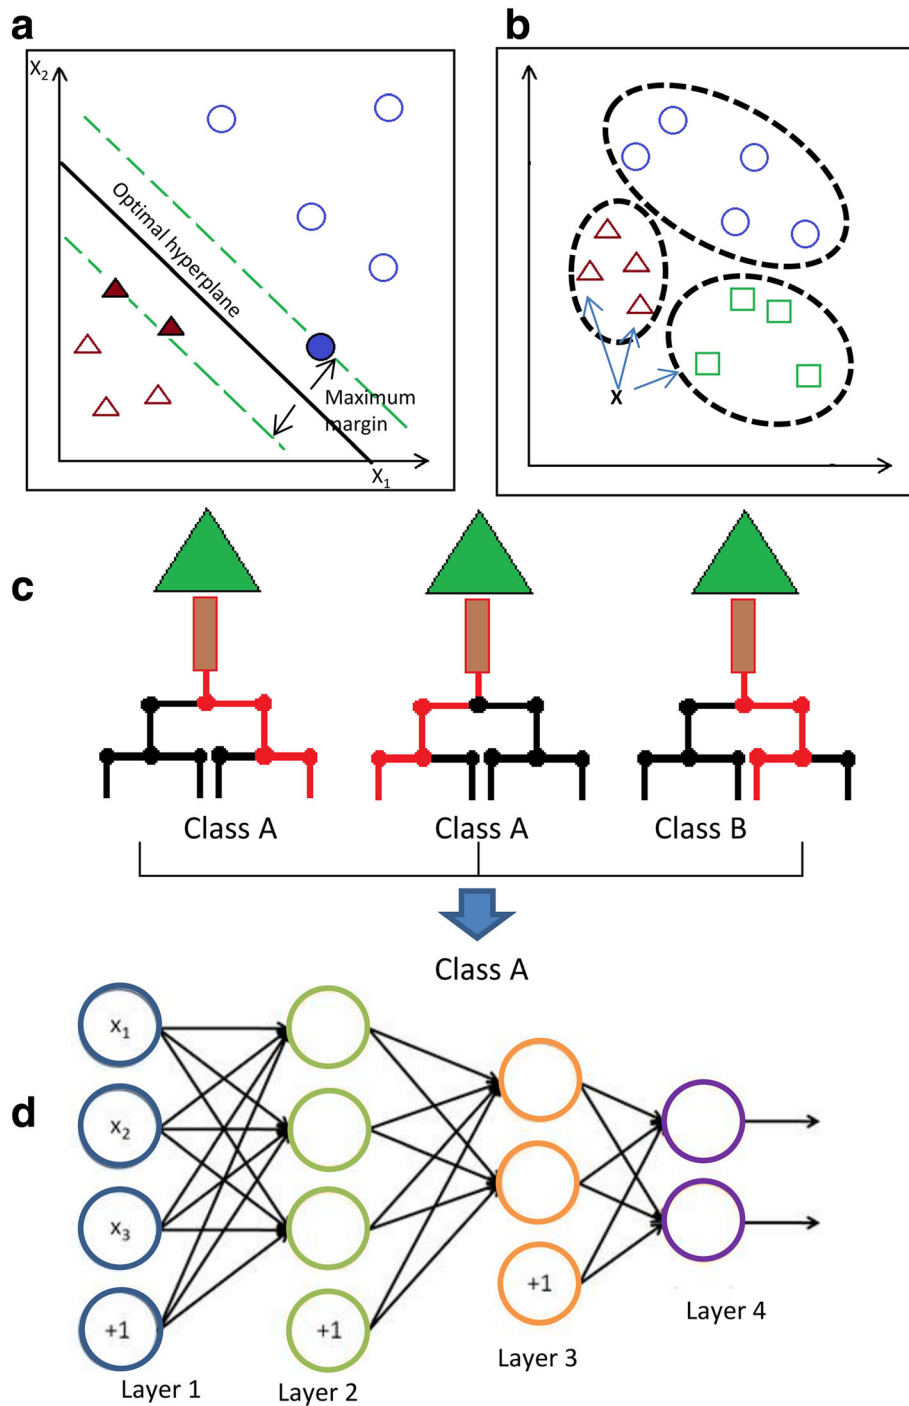 a
b
X₂
Optimal hyperplane
Maximum
margin
X₁
X
c
Class A
Class A
Class B
Class A
d
x₁
x₂
x₃
+1
+1
+1
Layer 1
Layer 2
Layer 3
Layer 4